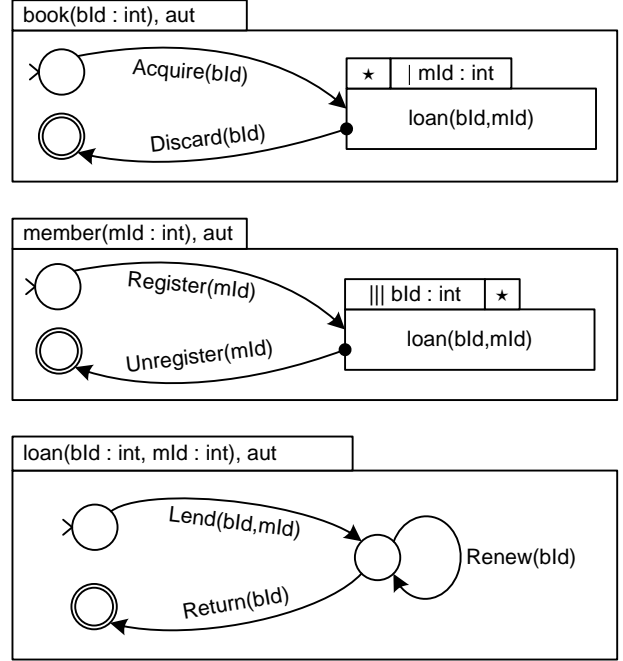 book(bId : int), aut
Acquire(bId)
★ | mId : int
loan(bId,mId)
Discard(bId)
member(mId : int), aut
Register(mId)
||| bId : int ★
loan(bId,mId)
Unregister(mId)
loan(bId : int, mId : int), aut
Lend(bId,mId)
Renew(bId)
Return(bId)